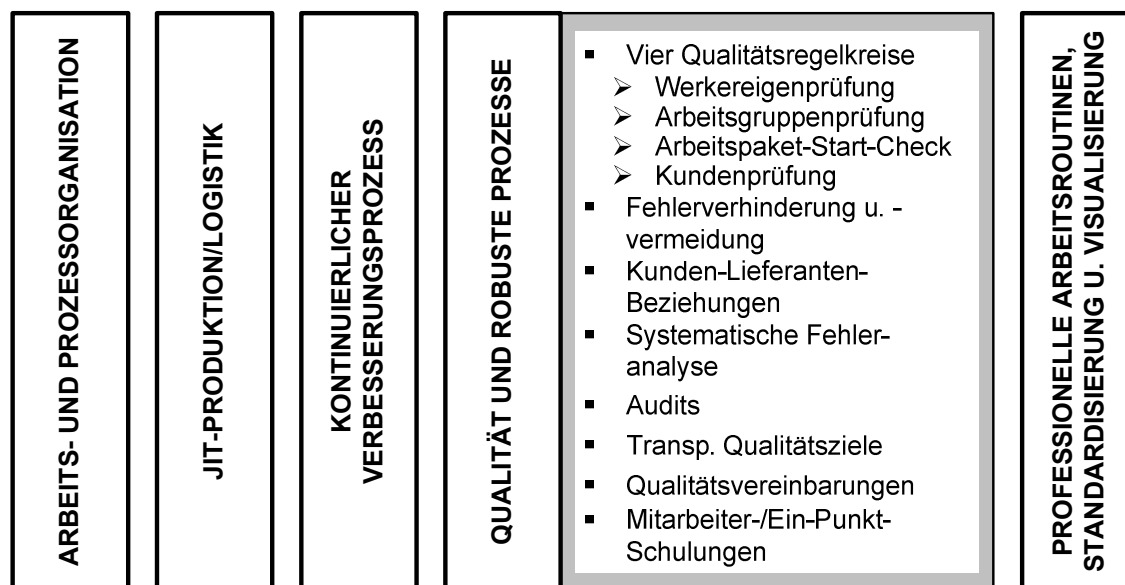 ARBEITS- UND PROZESSORGANISATION
JIT-PRODUKTION/LOGISTIK
KONTINUIERLICHER
VERBESSERUNGSPROZESS
QUALITÄT UND ROBUSTE PROZESSE
▪ Vier Qualitätsregelkreise
➢ Werkereigenprüfung
➢ Arbeitsgruppenprüfung
➢ Arbeitspaket-Start-Check
➢ Kundenprüfung
▪ Fehlerverhinderung u. -
vermeidung
▪ Kunden-Lieferanten-
Beziehungen
▪ Systematische Fehler-
analyse
▪ Audits
▪ Transp. Qualitätsziele
▪ Qualitätsvereinbarungen
▪ Mitarbeiter-/Ein-Punkt-
Schulungen
PROFESSIONELLE ARBEITSROUTINEN,
STANDARDISIERUNG U. VISUALISIERUNG